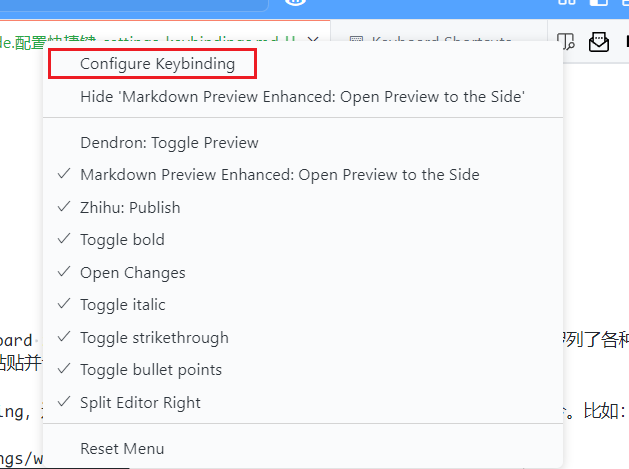 de.配置快捷键.settings-keybindings.md
Keyboard Shortcuts
Configure Keybinding
Hide 'Markdown Preview Enhanced: Open Preview to the Side'
Dendron: Toggle Preview
Markdown Preview Enhanced: Open Preview to the Side
Zhihu: Publish
Toggle bold
Open Changes
Toggle italic
Toggle strikethrough
oard
列了各种
Toggle bullet points
贴并
Split Editor Right
ing,
。比如:
Reset Menu
ngs/w